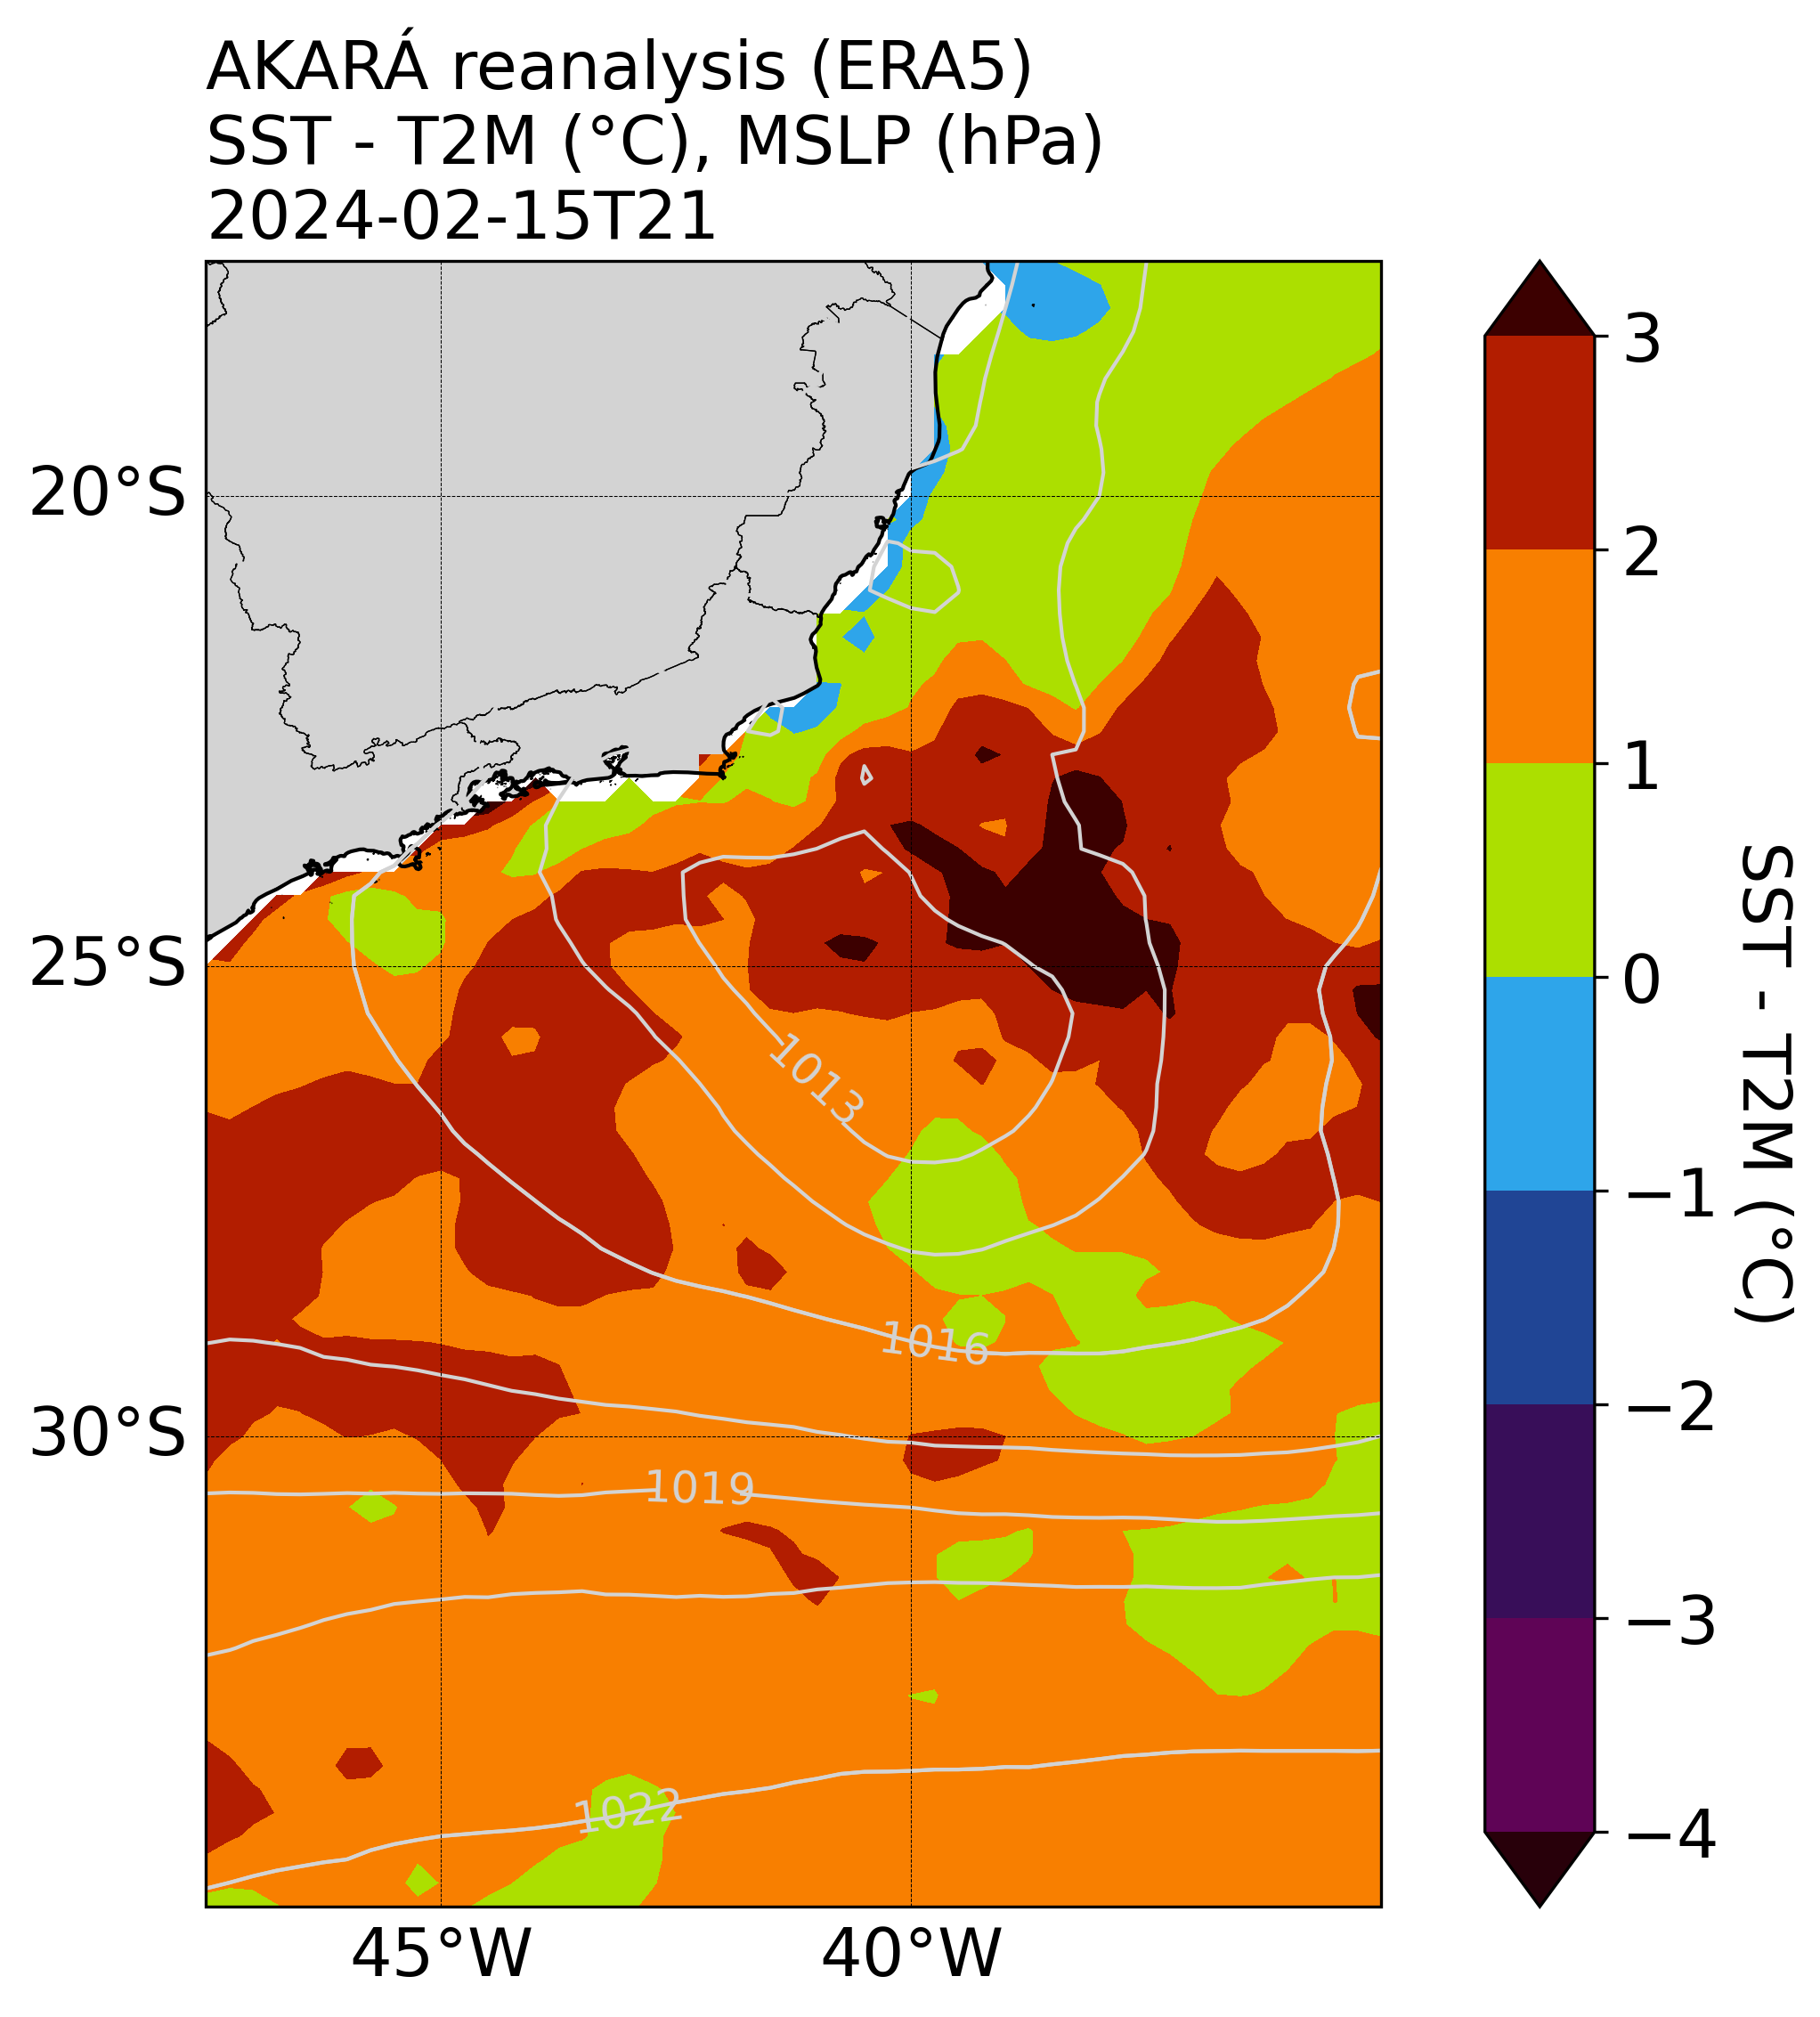 AKARÁ reanalysis (ERA5)
SST - T2M (°C), MSLP (hPa)
2024-02-15T21
20°S
25°S
30°S
45°W
40°W
1013
1016
1019
1022
3
2
1
0
−1
−2
−3
−4
SST - T2M (°C)